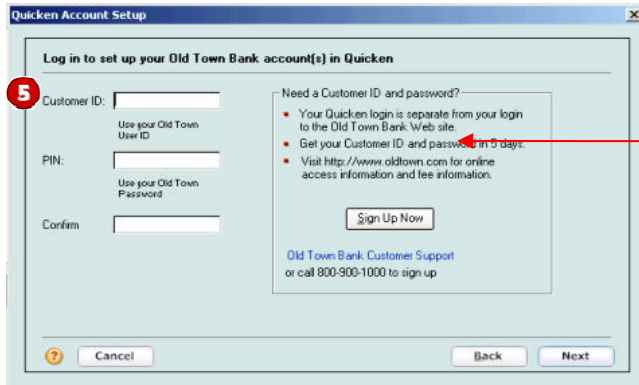 Quicken Account Setup
Log in to set up your Old Town Bank account(s) in Quicken
5
Customer ID:
Use your Old Town
User ID
PIN:
Use your Old Town
Password
Confirm
Need a Customer ID and password?
• Your Quicken login is separate from your login
to the Old Town Bank Web site.
• Get your Customer ID and password in 5 days.
• Visit http://www.oldtown.com for online
access information and fee information.
Sign Up Now
Old Town Bank Customer Support
or call 800-900-1000 to sign up
?
Cancel
Back
Next